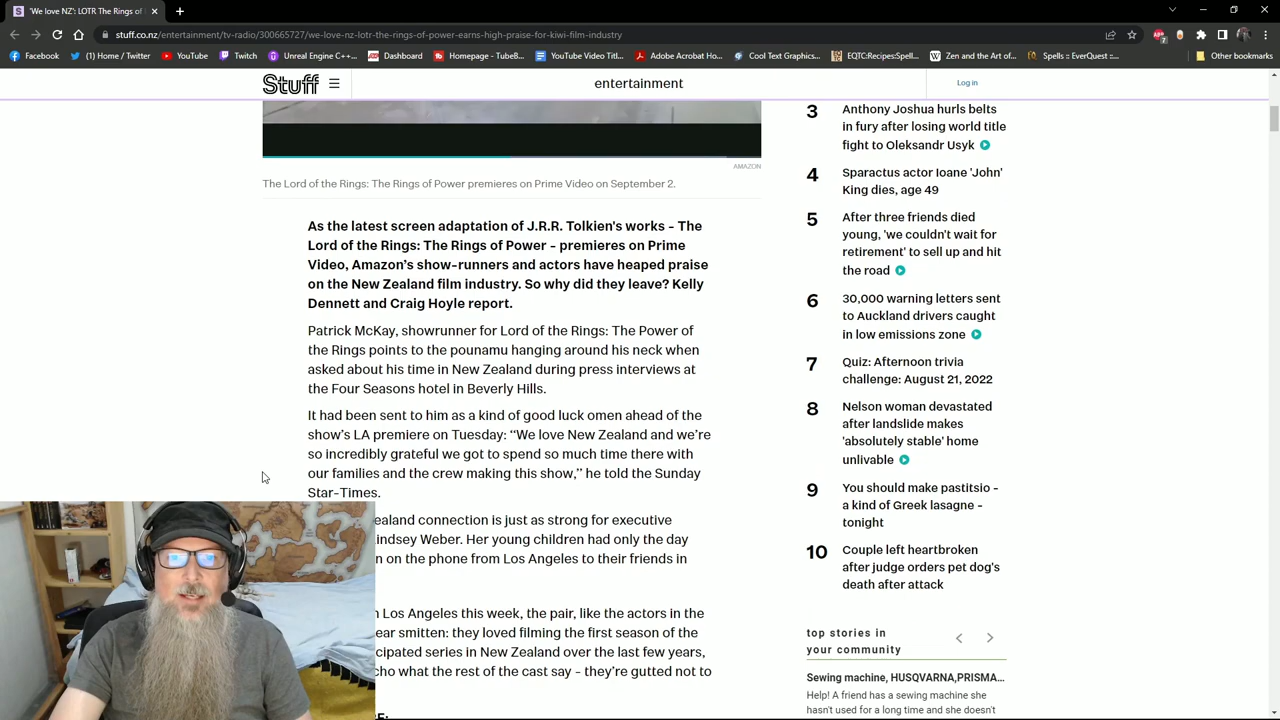 'We love NZ': LOTR: The Rings of
stuff.co.nz/entertainment/tv-radio/300665727/we-love-nz-lotr-the-rings-of-power-earns-high-praise-for-kiwi-film-industry
Facebook
(2) Home / Twitter
Unreal Engine C++...
Dashboard
YouTube Video Titl...
Adobe Acrobat Ho...
Cool Text Graphics...
EQTC:Recipes:Spell...
Zen and the Art of...
Spells :: EverQuest :...
Other bookmarks
Stuff
entertainment
Log in
AMAZON
The Lord of the Rings: The Rings of Power premieres on Prime Video on September 2.
As the latest screen adaptation of J.R.R. Tolkien's works - The
Lord of the Rings: The Rings of Power - premieres on Prime
Video, Amazon's show-runners and actors have heaped praise
on the New Zealand film industry. So why did they leave? Kelly
Dennett and Craig Hoyle report.
Patrick McKay, showrunner for Lord of the Rings: The Power of
the Rings points to the pounamu hanging around his neck when
asked about his time in New Zealand during press interviews at
the Four Seasons hotel in Beverly Hills.
It had been sent to him as a kind of good luck omen ahead of the
show's LA premiere on Tuesday: "We love New Zealand and we're
so incredibly grateful we got to spend so much time there with
our families and the crew making this show," he told the Sunday
Star-Times.
ealand connection is just as strong for executive
indsey Weber. Her young children had only the day
n on the phone from Los Angeles to their friends in
Los Angeles this week, the pair, like the actors in the
ear smitten: they loved filming the first season of the
cipated series in New Zealand over the last few years,
cho what the rest of the cast say - they're gutted not to
3 Anthony Joshua hurls belts
in fury after losing world title
fight to Oleksandr Usyk
4 Sparactus actor Ioane 'John'
King dies, age 49
5 After three friends died
young, 'we couldn't wait for
retirement' to sell up and hit
the road
6 30,000 warning letters sent
to Auckland drivers caught
in low emissions zone
7 Quiz: Afternoon trivia
challenge: August 21, 2022
8 Nelson woman devastated
after landslide makes
'absolutely stable' home
unlivable
9 You should make pastitsio -
a kind of Greek lasagne -
tonight
10 Couple left heartbroken
after judge orders pet dog's
death after attack
top stories in
your community
Sewing machine, HUSQVARNA,PRISMA...
Help! A friend has a sewing machine she
hasn't used for a long time and she doesn't